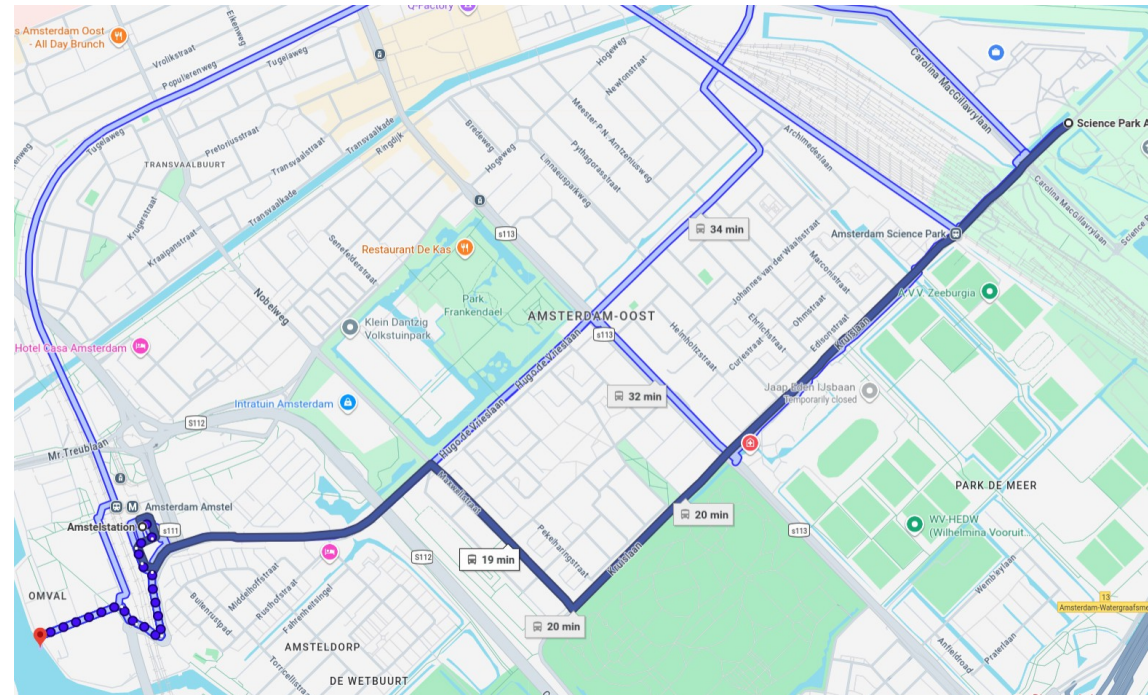 Q-Factory
s Amsterdam Oost
- All Day Brunch
Eikenweg
Vrolikstraat
Populierenweg
Tugelaweg
Hogeweg
Newtonstraat
Carolina MacGillavrylaan
Science Park A
Tugelaweg
Pretoriusstraat
Transvaalkade
Ringdijk
Bredeweg
Hogeweg
Meester P.N. Arntzeniusweg
Pythagorasstraat
Linnaeusparkweg
Archimedeslaan
TRANSVAALBUURT
Transvaalstraat
Krugerstraat
Transvaalkade
Kraaipanstraat
Carolina MacGillavrylaan
Science
s113
34 min
Amsterdam Science Park
Senefelderstraat
Restaurant De Kas
Johannes van der Waalsstraat
Marconistraat
Nobelweg
Park
Frankendael
A.V.V. Zeeburgia
Klein Dantzig
Volkstuinpark
AMSTERDAM-OOST
Ohmstraat
Ehrlichstraat
Edisonstraat
Kruislaan
s113
Helmholtzstraat
Curiestraat
Hotel Casa Amsterdam
Hugo de Vrieslaan
Jaap Eden IJsbaan
Temporarily closed
32 min
Intratuin Amsterdam
S112
Hugo de Vrieslaan
Mr. Treublaan
Maxwellstraat
PARK DE MEER
Amsterdam Amstel
Amstelstation
s111
20 min
s113
WV-HEDW
(Wilhelmina Vooruit...
Pekelharingstraat
S112
19 min
Kruislaan
Wembleylaan
OMVAL
Middelhoffstraat
Rusthofstraat
Buitenrustpad
Fahrenheitsingel
20 min
13
Amsterdam-Watergraafsme
AMSTELDORP
Anfieldroad
Praterlaan
Torricellistraat
DE WETBUURT